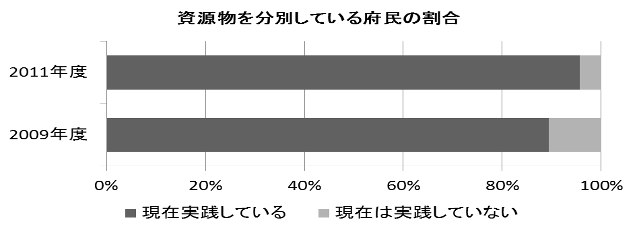 資源物を分別している府民の割合
2011年度
2009年度
0% 20% 40% 60% 80% 100%
現在実践している 現在は実践していない